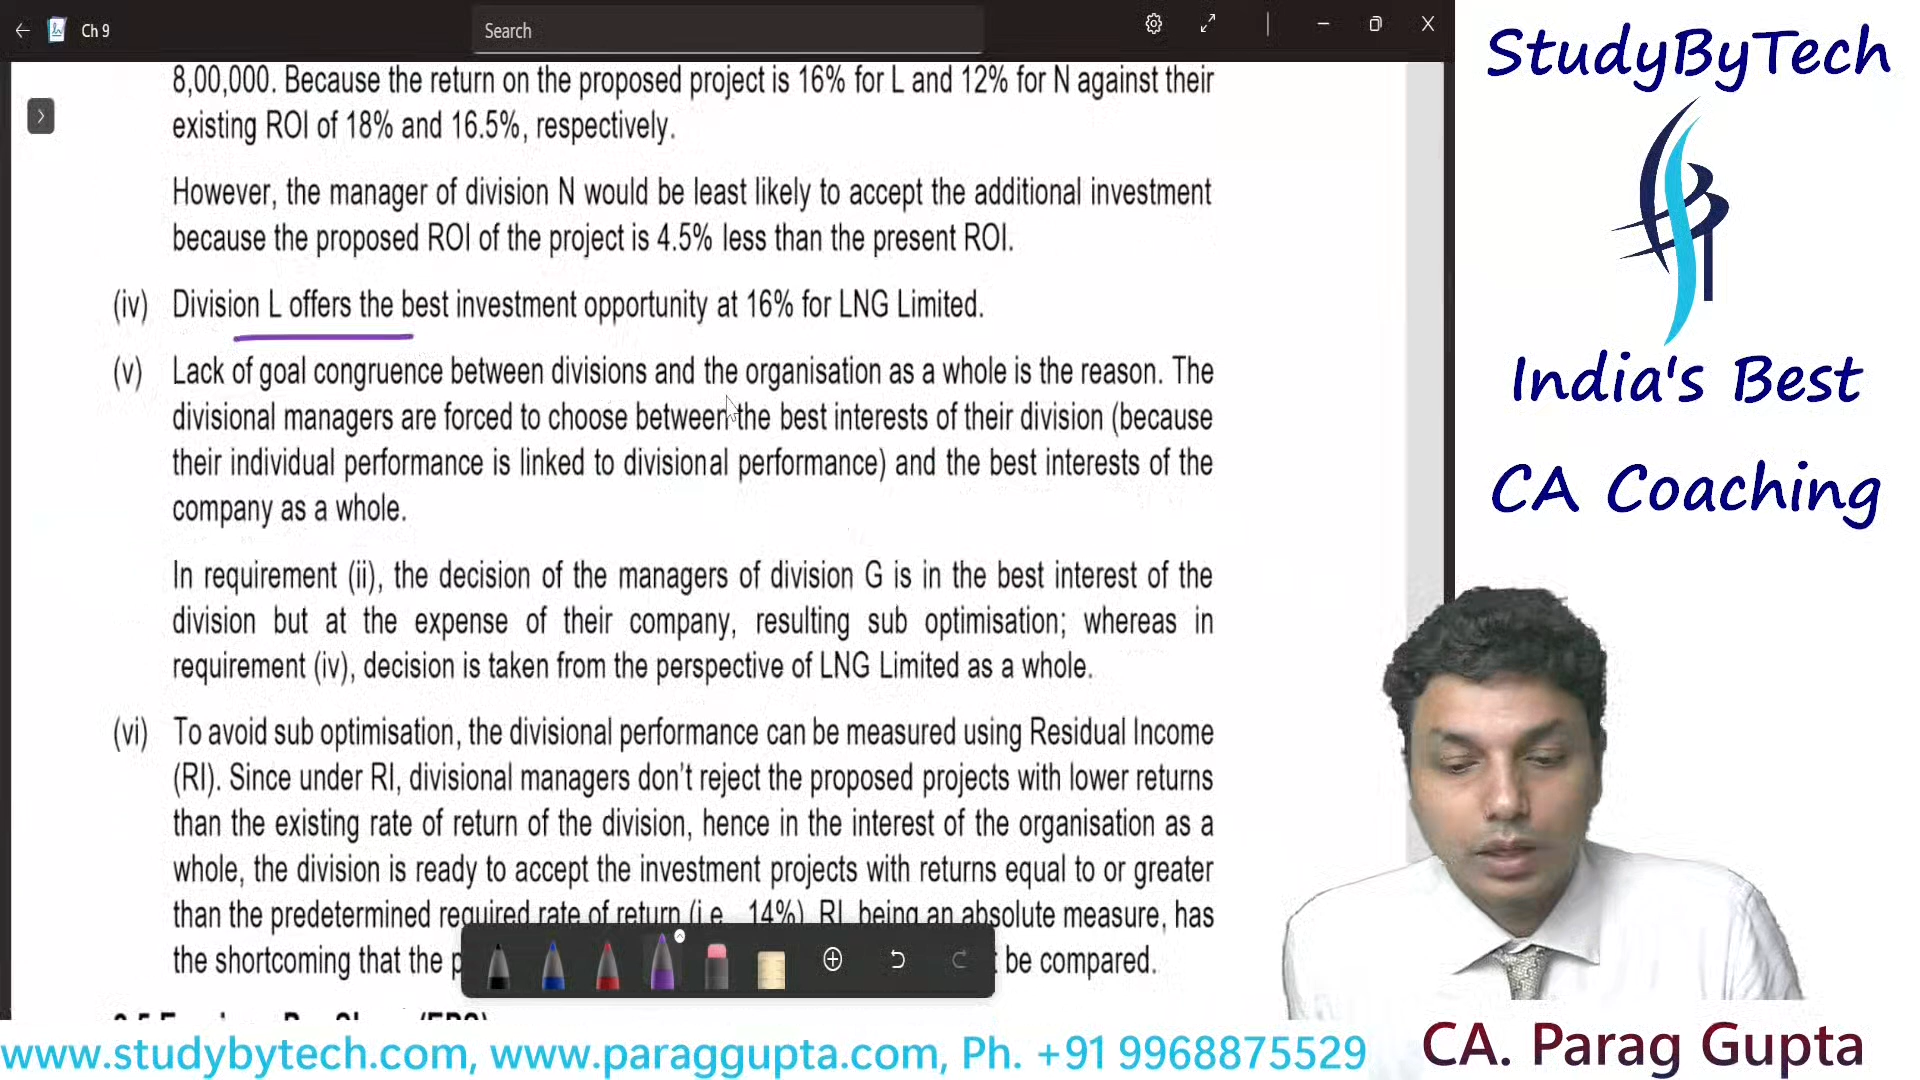 Ch 9
Search
StudyByTech
India's Best
CA Coaching
8,00,000. Because the return on the proposed project is 16% for L and 12% for N against their
existing ROI of 18% and 16.5%, respectively.
However, the manager of division N would be least likely to accept the additional investment
because the proposed ROI of the project is 4.5% less than the present ROI.
(iv) Division L offers the best investment opportunity at 16% for LNG Limited.
(v) Lack of goal congruence between divisions and the organisation as a whole is the reason. The
divisional managers are forced to choose between the best interests of their division (because
their individual performance is linked to divisional performance) and the best interests of the
company as a whole.
In requirement (ii), the decision of the managers of division G is in the best interest of the
division but at the expense of their company, resulting sub optimisation; whereas in
requirement (iv), decision is taken from the perspective of LNG Limited as a whole.
(vi) To avoid sub optimisation, the divisional performance can be measured using Residual Income
(RI). Since under RI, divisional managers don't reject the proposed projects with lower returns
than the existing rate of return of the division, hence in the interest of the organisation as a
whole, the division is ready to accept the investment projects with returns equal to or greater
than the predetermined required rate of return (i.e. 14%). RI, being an absolute measure, has
the shortcoming that the be compared.
www.studybytech.com, www.paraggupta.com, Ph. +91 9968875529
CA. Parag Gupta